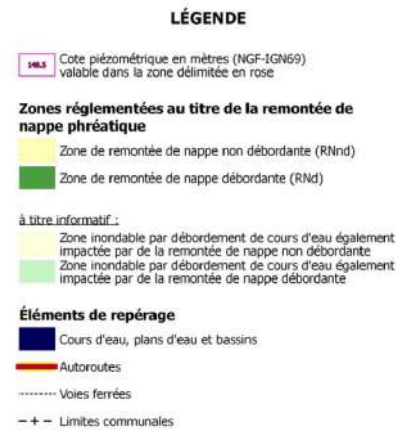 LÉGENDE
148.5 Cote piézométrique en mètres (NGF-IGN69)
valable dans la zone délimitée en rose
Zones réglementées au titre de la remontée de
nappe phréatique
Zone de remontée de nappe non débordante (RNnd)
Zone de remontée de nappe débordante (RNd)
à titre informatif :
Zone inondable par débordement de cours d'eau également
impactée par de la remontée de nappe non débordante
Zone inondable par débordement de cours d'eau également
impactée par de la remontée de nappe débordante
Éléments de repérage
Cours d'eau, plans d'eau et bassins
Autoroutes
Voies ferrées
Limites communales